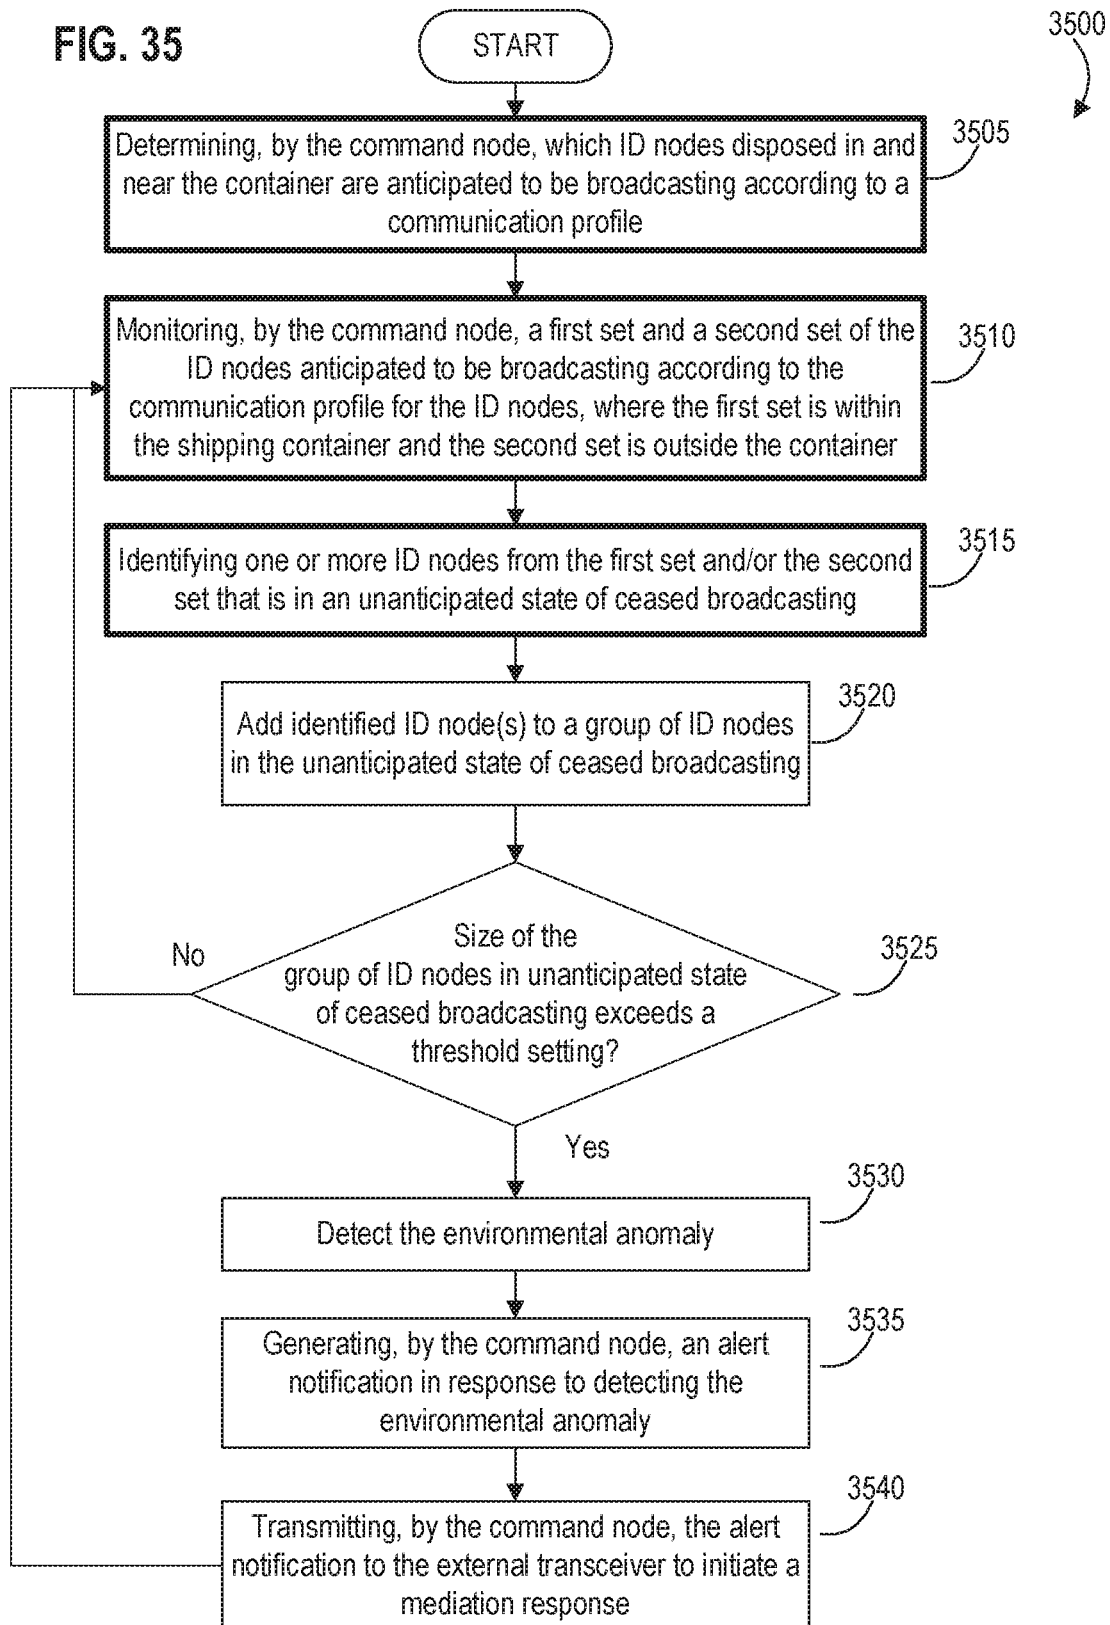 FIG. 35
START
3500
Determining, by the command node, which ID nodes disposed in and
near the container are anticipated to be broadcasting according to a
communication profile
3505
Monitoring, by the command node, a first set and a second set of the
ID nodes anticipated to be broadcasting according to the
communication profile for the ID nodes, where the first set is within
the shipping container and the second set is outside the container
3510
Identifying one or more ID nodes from the first set and/or the second
set that is in an unanticipated state of ceased broadcasting
3515
Add identified ID node(s) to a group of ID nodes
in the unanticipated state of ceased broadcasting
3520
Size of the
group of ID nodes in unanticipated state
of ceased broadcasting exceeds a
threshold setting?
3525
No
Yes
Detect the environmental anomaly
3530
Generating, by the command node, an alert
notification in response to detecting the
environmental anomaly
3535
Transmitting, by the command node, the alert
notification to the external transceiver to initiate a
mediation response
3540